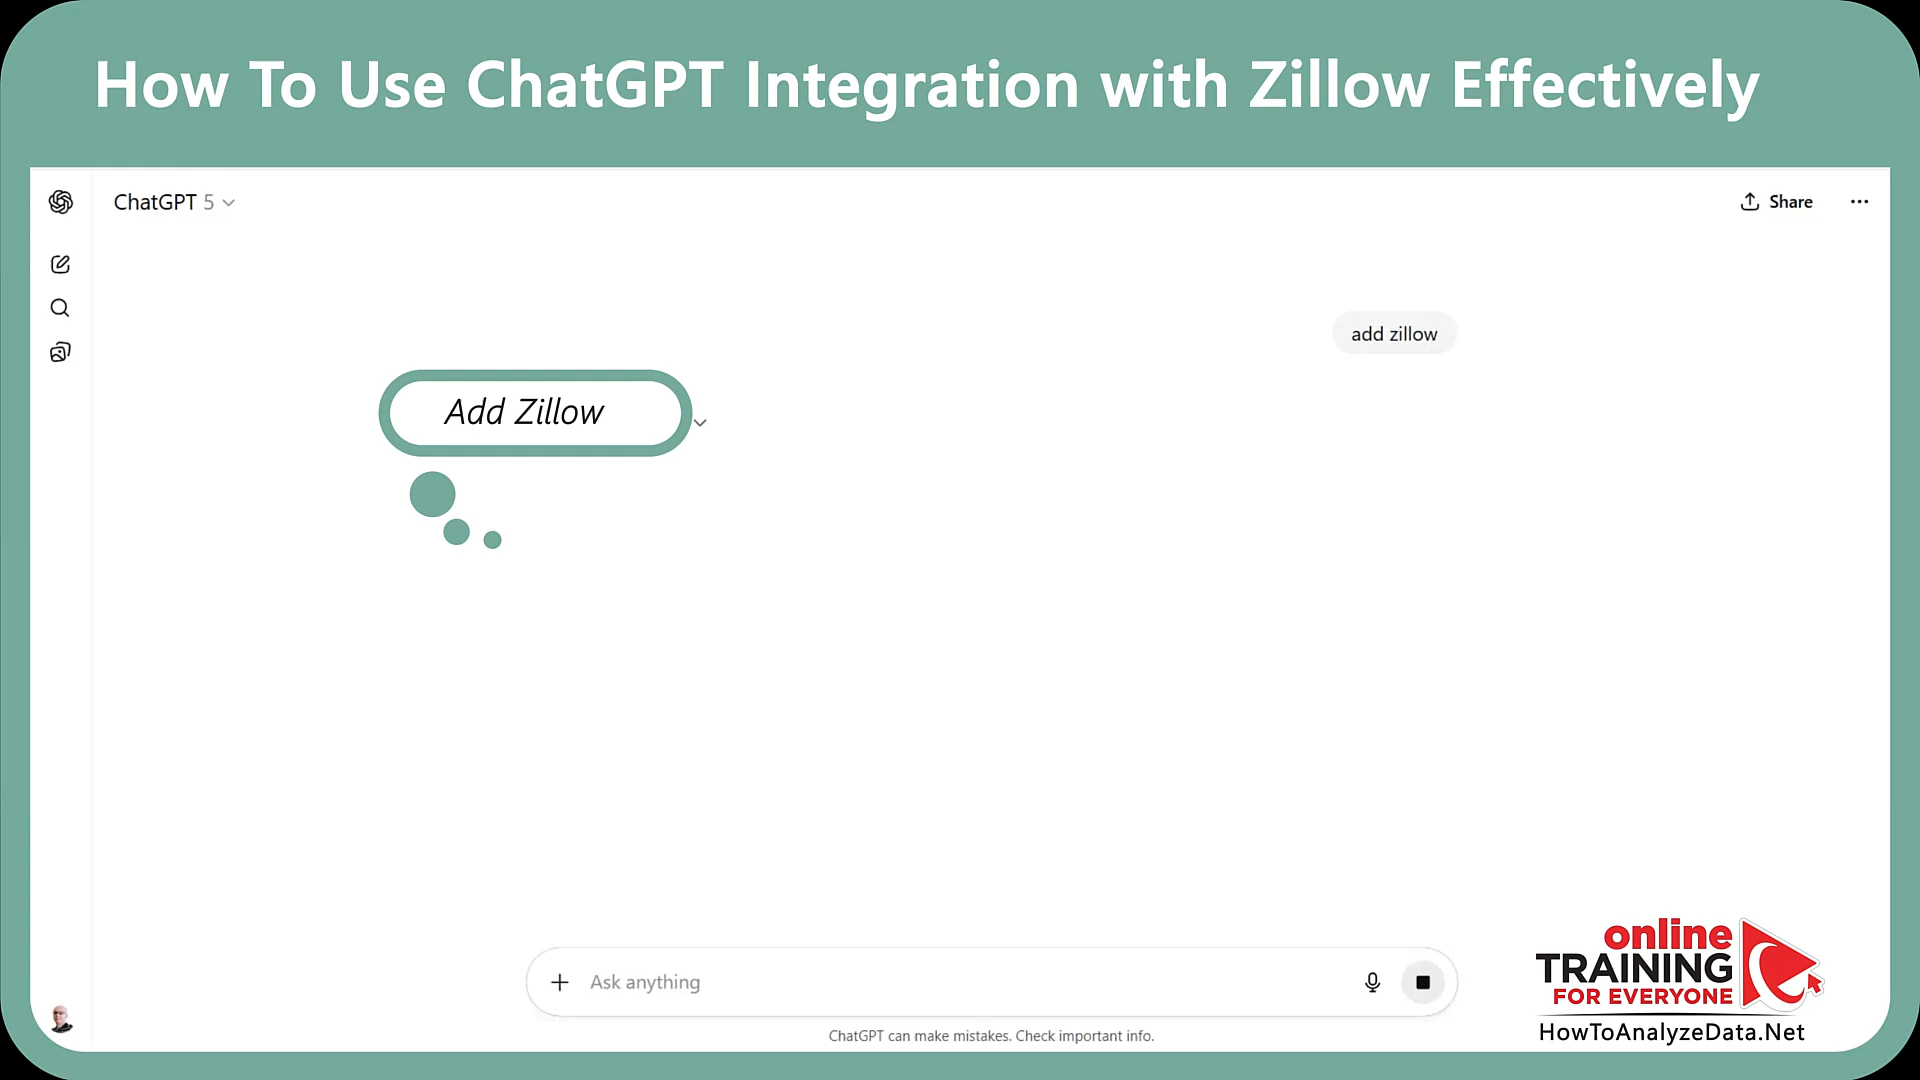 How To Use ChatGPT Integration with Zillow Effectively
ChatGPT 5
Share
add zillow
Add Zillow
Ask anything
ChatGPT can make mistakes. Check important info.
online
TRAINING
FOR EVERYONE
HowToAnalyzeData.Net